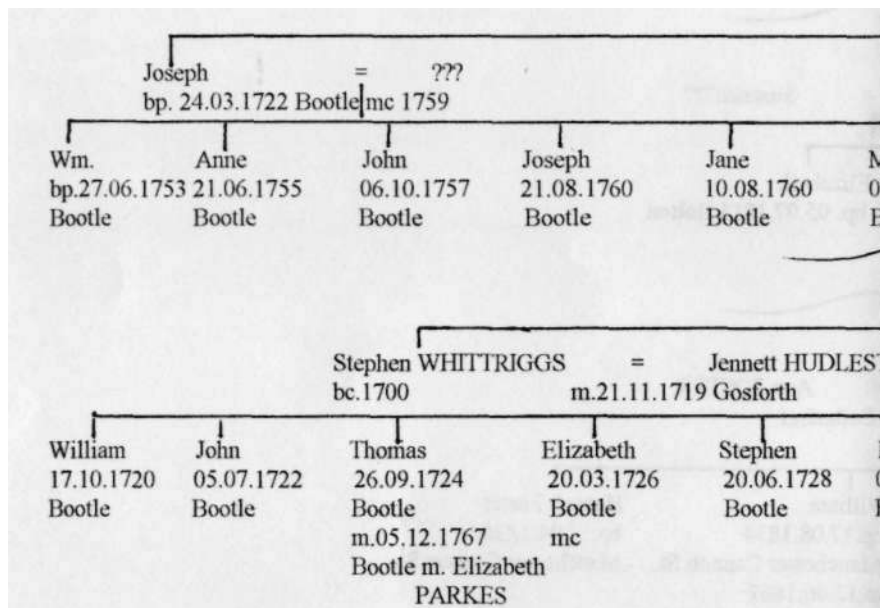 Joseph = ???
bp. 24.03.1722 Bootle mc 1759
Wm. Anne John Joseph Jane M
bp.27.06.1753 21.06.1755 06.10.1757 21.08.1760 10.08.1760 0
Bootle Bootle Bootle Bootle Bootle B
Stephen WHITTRIGGS = Jennett HUDLEST
bc.1700 m.21.11.1719 Gosforth
William John Thomas Elizabeth Stephen
17.10.1720 05.07.1722 26.09.1724 20.03.1726 20.06.1728 0
Bootle Bootle Bootle Bootle Bootle
m.05.12.1767 mc
Bootle m. Elizabeth
PARKES